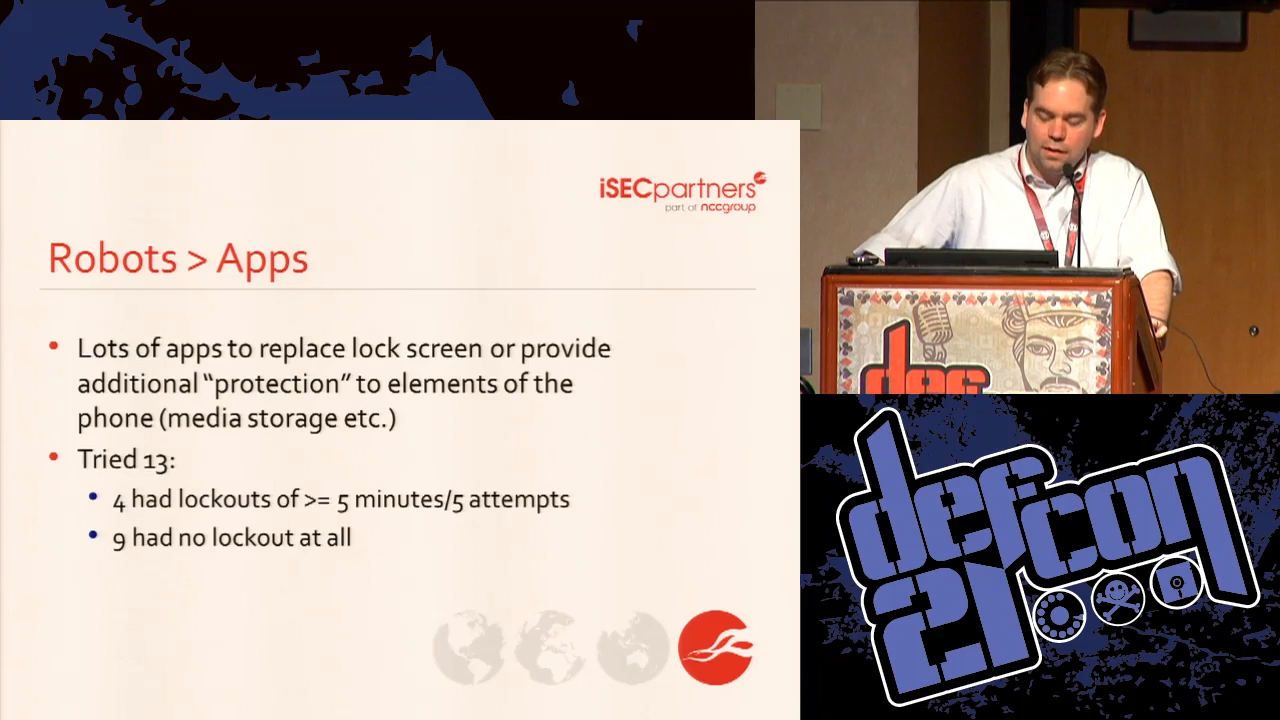 iSECpartners
part of nccgroup
Robots > Apps
Lots of apps to replace lock screen or provide
additional “protection” to elements of the
phone (media storage etc.)
Tried 13:
4 had lockouts of >= 5 minutes/5 attempts
9 had no lockout at all
def
defcon
21